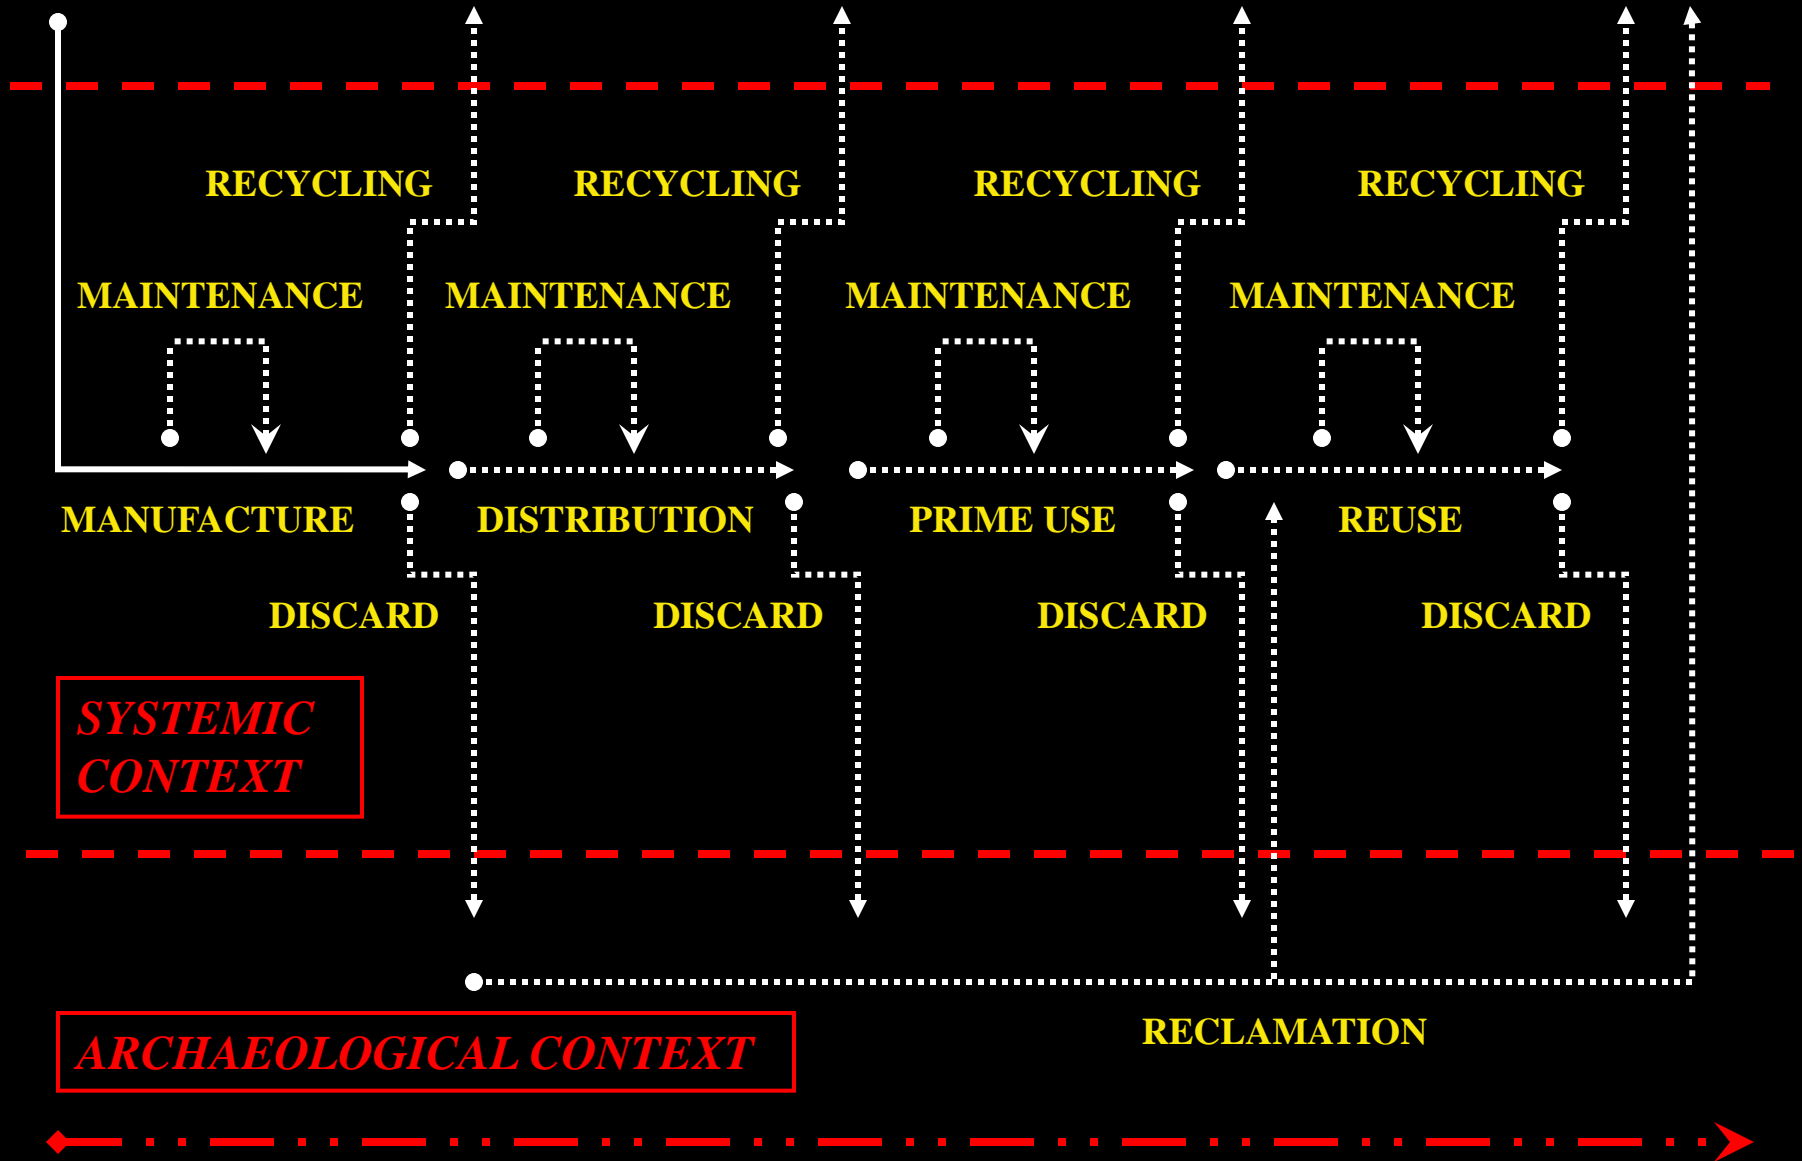 RECYCLING RECYCLING RECYCLING RECYCLING
MAINTENANCE MAINTENANCE MAINTENANCE MAINTENANCE
MANUFACTURE DISTRIBUTION PRIME USE REUSE
DISCARD DISCARD DISCARD DISCARD
SYSTEMIC
CONTEXT
RECLAMATION
ARCHAEOLOGICAL CONTEXT